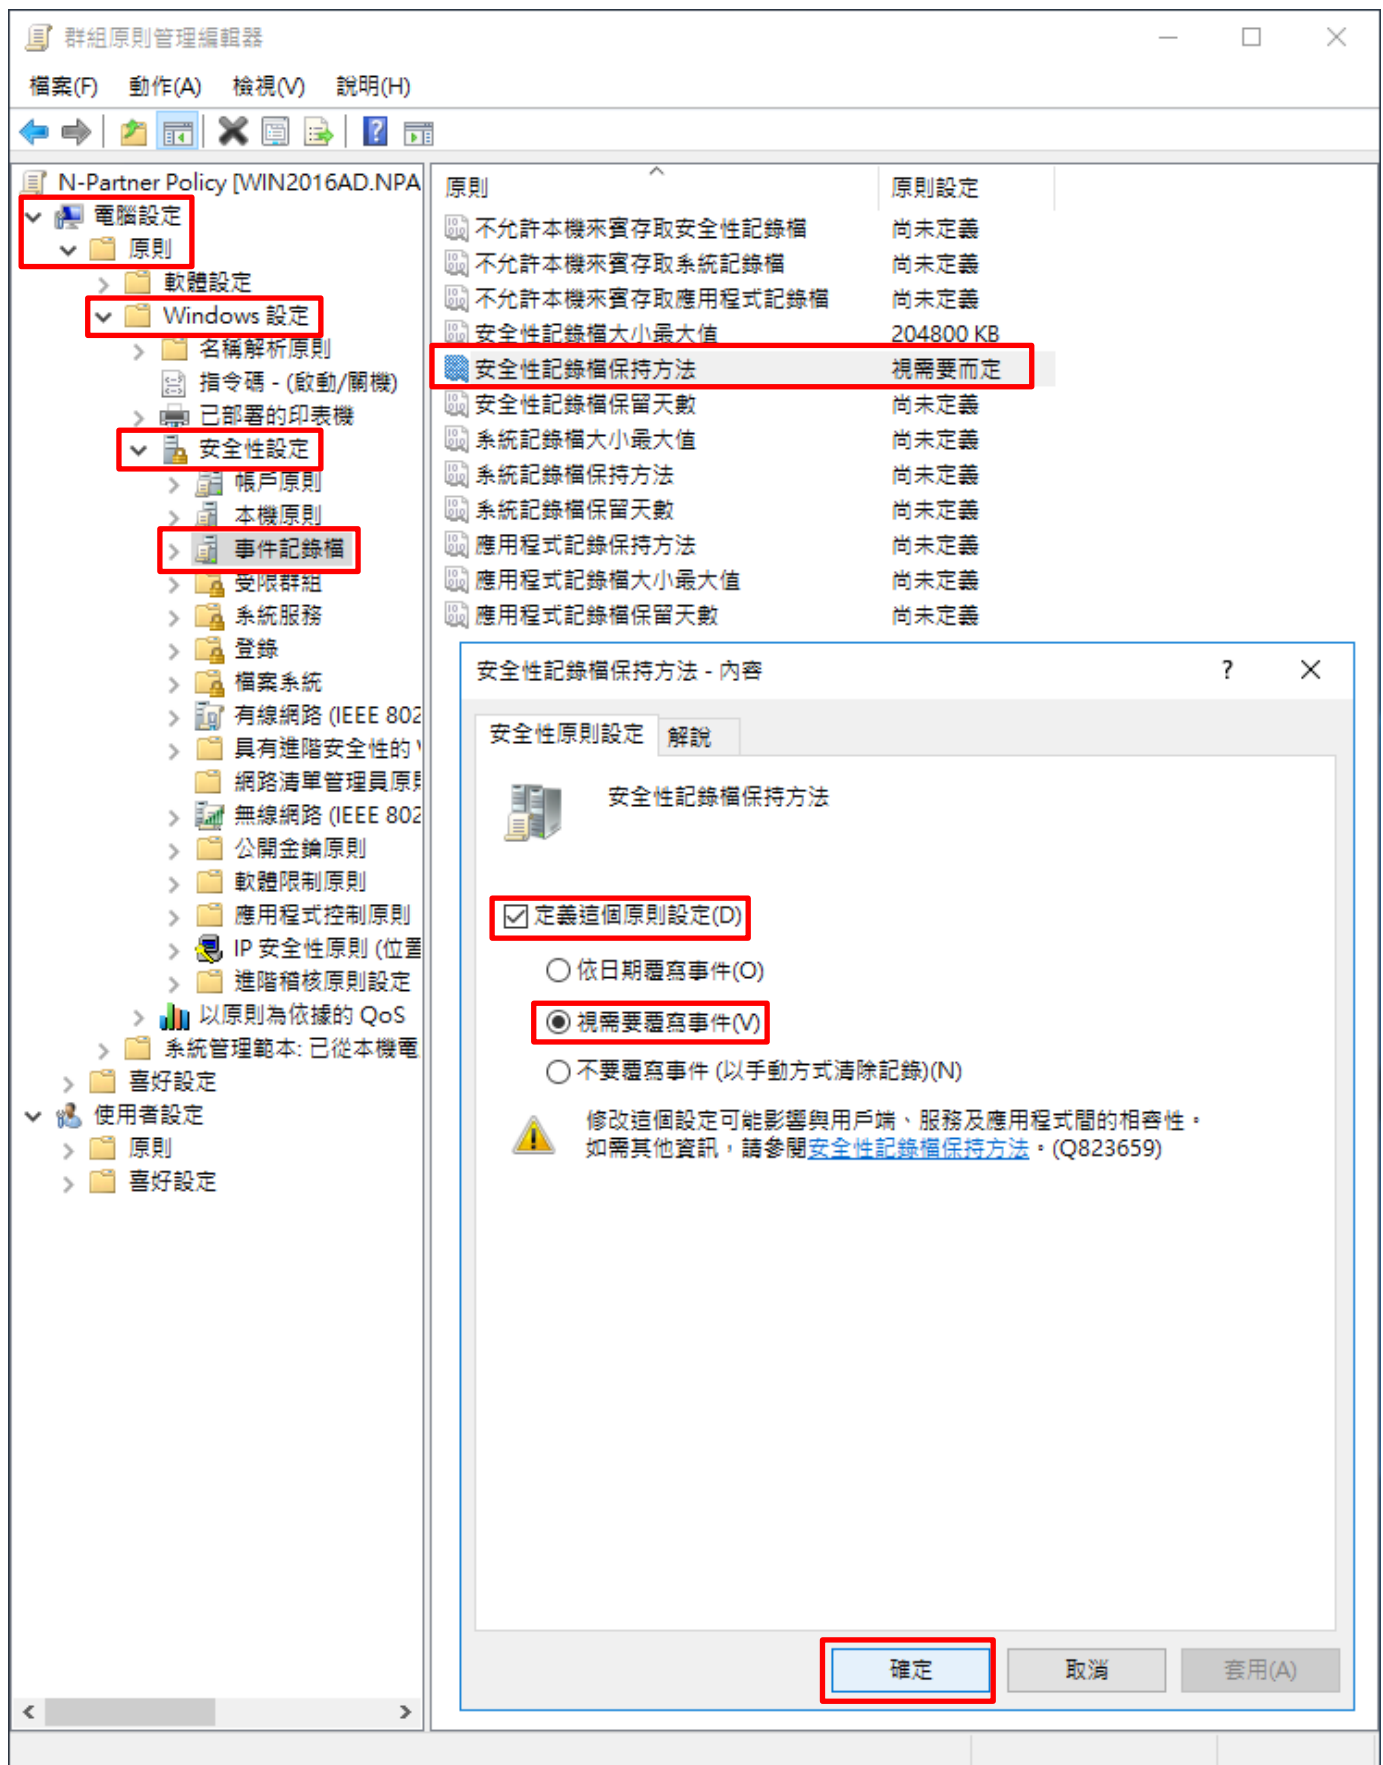 群組原則管理編輯器
檔案(F) 動作(A) 檢視(V) 說明(H)
N-Partner Policy [WIN2016AD.NPA
電腦設定
原則
軟體設定
Windows 設定
名稱解析原則
指令碼 - (啟動/關機)
已部署的印表機
安全性設定
帳戶原則
本機原則
事件記錄檔
受限群組
系統服務
登錄
檔案系統
有線網路 (IEEE 802
具有進階安全性的
網路清單管理員原則
無線網路 (IEEE 802
公開金鑰原則
軟體限制原則
應用程式控制原則
IP 安全性原則 (位置
進階稽核原則設定
以原則為依據的 QoS
系統管理範本: 已從本機電
喜好設定
使用者設定
原則
喜好設定
原則 原則設定
不允許本機來賓存取安全性記錄檔 尚未定義
不允許本機來賓存取系統記錄檔 尚未定義
不允許本機來賓存取應用程式記錄檔 尚未定義
安全性記錄檔大小最大值 204800 KB
安全性記錄檔保持方法 視需要而定
安全性記錄檔保留天數 尚未定義
系統記錄檔大小最大值 尚未定義
系統記錄檔保持方法 尚未定義
系統記錄檔保留天數 尚未定義
應用程式記錄保持方法 尚未定義
應用程式記錄檔大小最大值 尚未定義
應用程式記錄檔保留天數 尚未定義
安全性記錄檔保持方法 - 內容 ?
安全性原則設定 解說
安全性記錄檔保持方法
定義這個原則設定(D)
依日期覆寫事件(O)
視需要覆寫事件(V)
不要覆寫事件 (以手動方式清除記錄)(N)
修改這個設定可能影響與用戶端、服務及應用程式間的相容性。
如需其他資訊，請參閱安全性記錄檔保持方法。(Q823659)
確定 取消 套用(A)